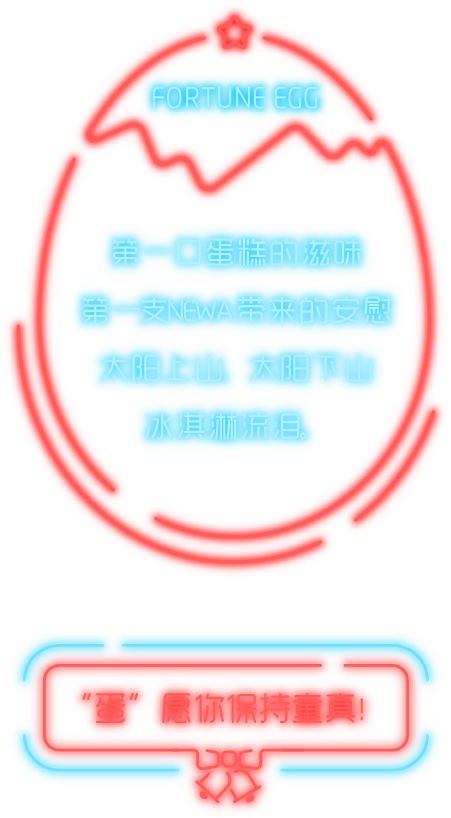 FORTUNE EGG
第一口蛋糕的滋味
第一支NEWA带来的安慰
太阳上山，太阳下山
冰淇淋流泪。
“蛋”愿你保持童真!